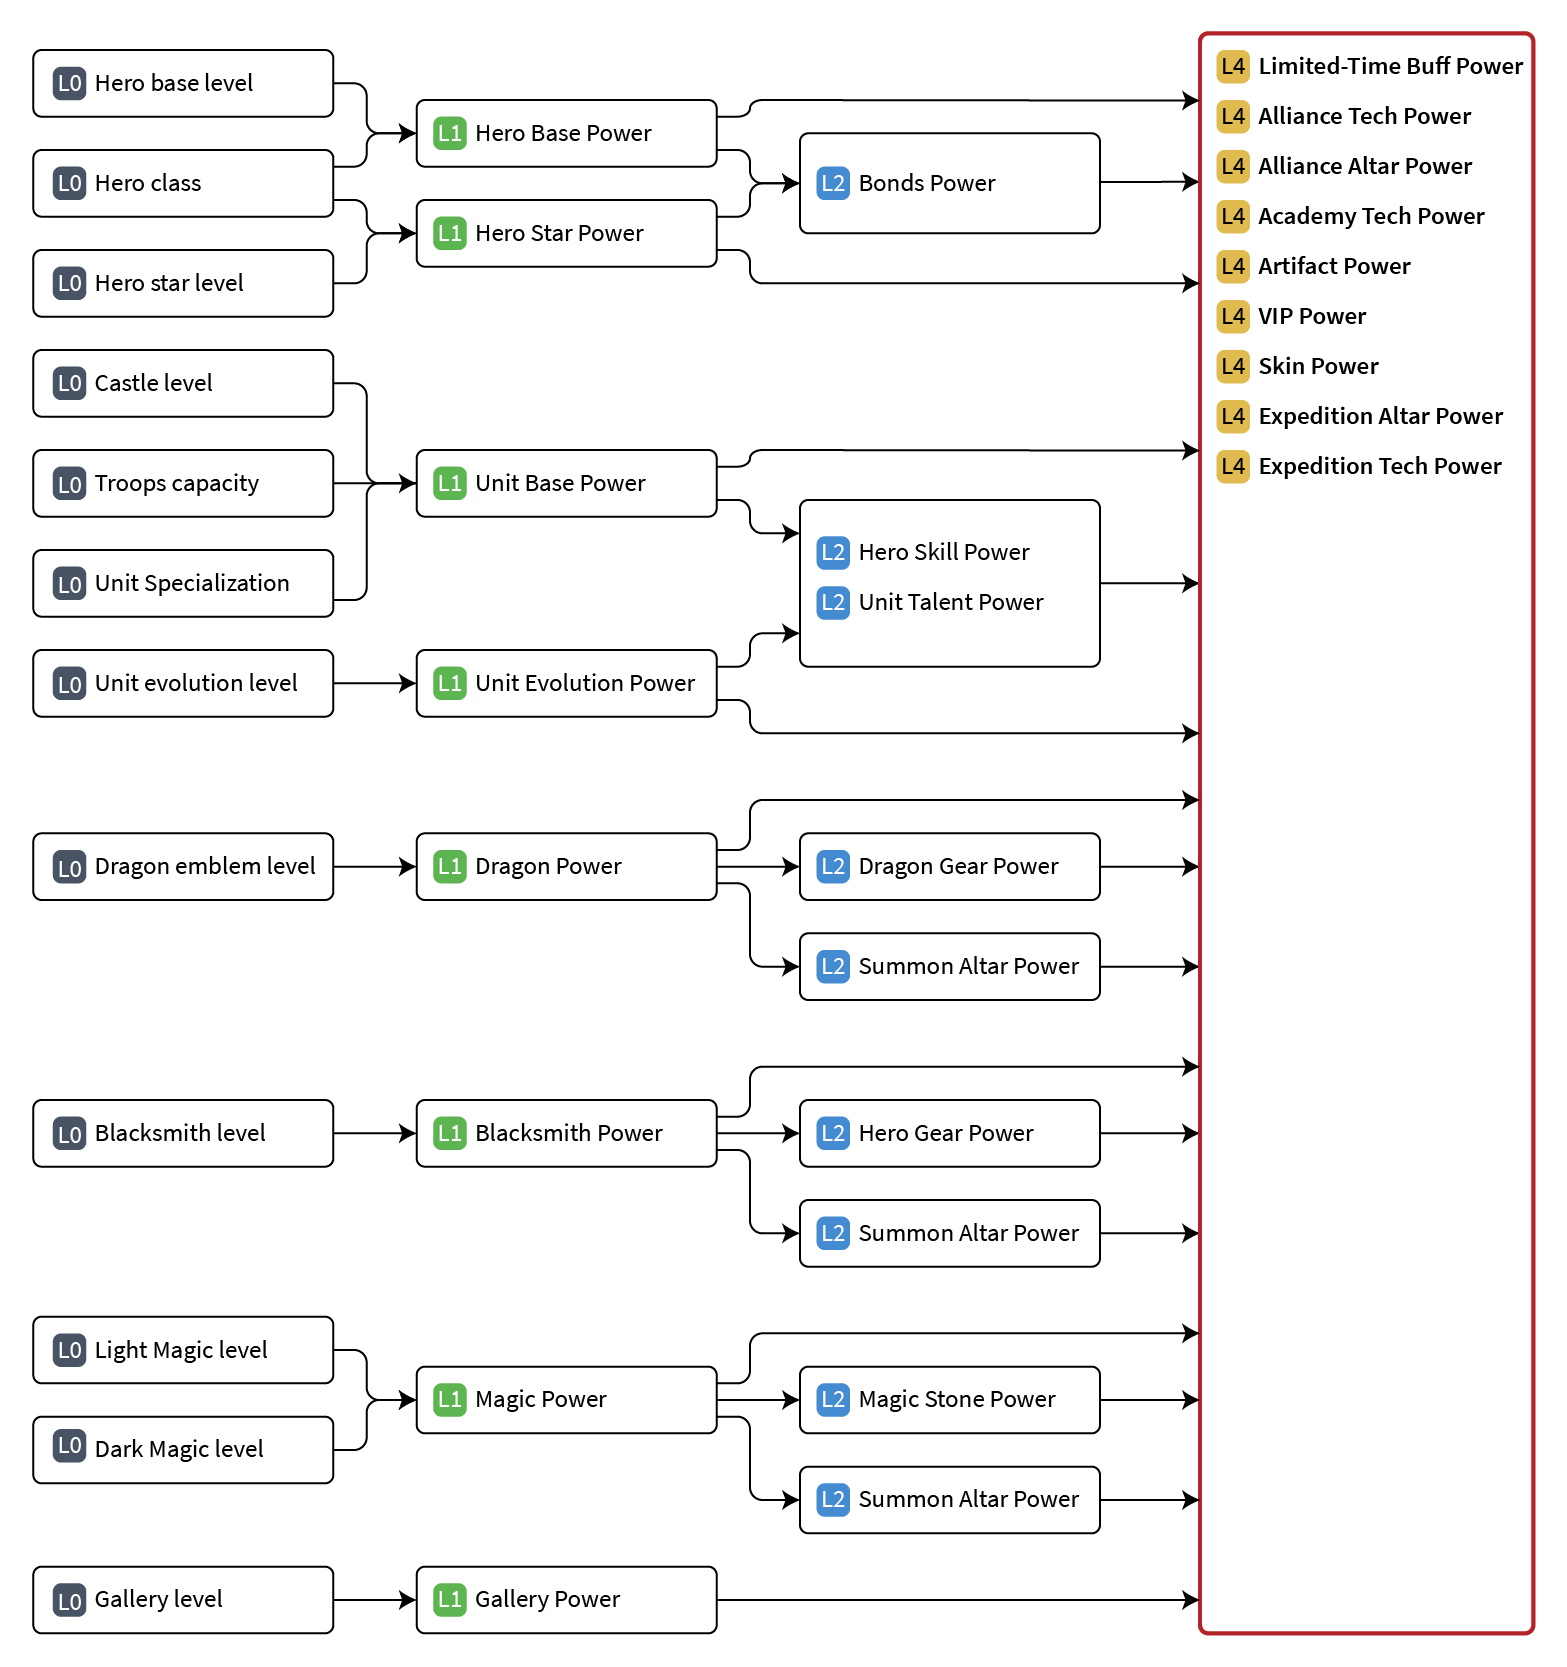 L0 Hero base level
L0 Hero class
L0 Hero star level
L0 Castle level
L0 Troops capacity
L0 Unit Specialization
L0 Unit evolution level
L0 Dragon emblem level
L0 Blacksmith level
L0 Light Magic level
L0 Dark Magic level
L0 Gallery level
L1 Hero Base Power
L1 Hero Star Power
L1 Unit Base Power
L1 Unit Evolution Power
L1 Dragon Power
L1 Blacksmith Power
L1 Magic Power
L1 Gallery Power
L2 Bonds Power
L2 Hero Skill Power
L2 Unit Talent Power
L2 Dragon Gear Power
L2 Summon Altar Power
L2 Hero Gear Power
L2 Summon Altar Power
L2 Magic Stone Power
L2 Summon Altar Power
L4 Limited-Time Buff Power
L4 Alliance Tech Power
L4 Alliance Altar Power
L4 Academy Tech Power
L4 Artifact Power
L4 VIP Power
L4 Skin Power
L4 Expedition Altar Power
L4 Expedition Tech Power